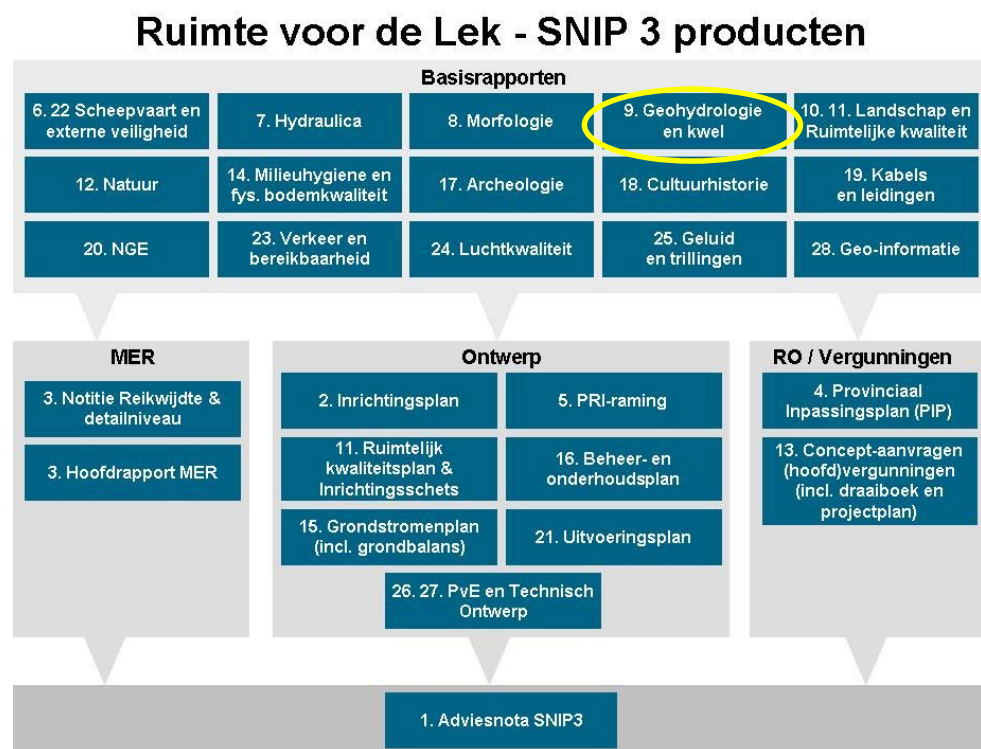 Ruimte voor de Lek - SNIP 3 producten
Basisrapporten
6. 22 Scheepvaart en
externe veiligheid
7. Hydraulica
8. Morfologie
9. Geohydrologie
en kwel
10. 11. Landschap en
Ruimtelijke kwaliteit
12. Natuur
14. Milieuhygiene en
fys. bodemkwaliteit
17. Archeologie
18. Cultuurhistorie
19. Kabels
en leidingen
20. NGE
23. Verkeer en
bereikbaarheid
24. Luchtkwaliteit
25. Geluid
en trillingen
28. Geo-informatie
MER
3. Notitie Reikwijdte &
detailniveau
3. Hoofdrapport MER
Ontwerp
2. Inrichtingsplan
5. PRI-raming
11. Ruimtelijk
kwaliteitsplan &
Inrichtingsschets
16. Beheer- en
onderhoudsplan
15. Grondstromenplan
(incl. grondbalans)
21. Uitvoeringsplan
26. 27. PvE en Technisch
Ontwerp
RO / Vergunningen
4. Provinciaal
Inpassingsplan (PIP)
13. Concept-aanvragen
(hoofd)vergunningen
(incl. draaiboek en
projectplan)
1. Adviesnota SNIP3